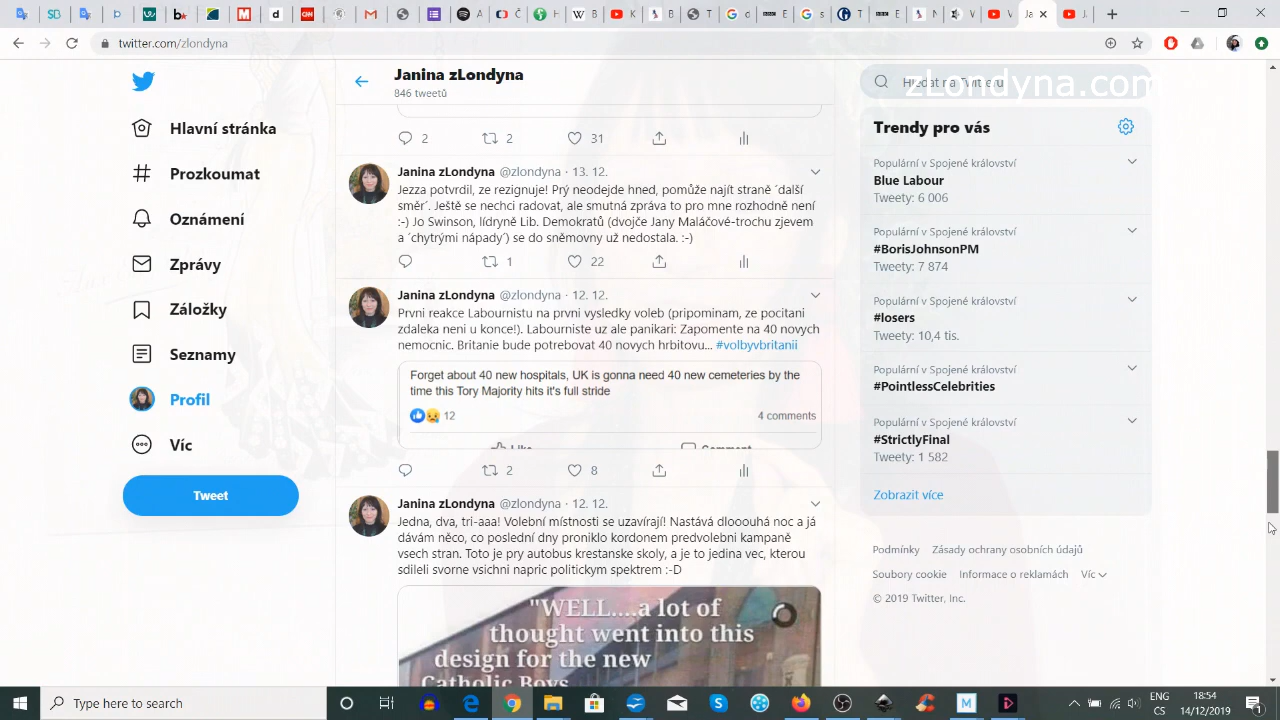 twitter.com/zlondyna
Janina zLondyna
846 tweetů
Hlavní stránka
Prozkoumat
Oznámení
Zprávy
Záložky
Seznamy
Profil
Víc
Tweet
2 2 31
Janina zLondyna @zlondyna · 13. 12.
Jezza potvrdil, ze rezignuje! Prý neodejde hned, pomůže najít straně ´další
směr´. Ještě se nechci radovat, ale smutná zpráva to pro mne rozhodně není
:-) Jo Swinson, lídryně Lib. Demokratů (dvojče Jany Maláčové-trochu zjevem
a ´chytrými nápady´) se do sněmovny už nedostala. :-)
1 22
Janina zLondyna @zlondyna · 12. 12.
Prvni reakce Labournistu na prvni vysledky voleb (pripominam, ze pocitani
zdaleka neni u konce!). Labourniste uz ale panikari: Zapomente na 40 novych
nemocnic. Britanie bude potrebovat 40 novych hrbitovu... #volbyvbritanii
Forget about 40 new hospitals, UK is gonna need 40 new cemeteries by the
time this Tory Majority hits it's full stride
12 4 comments
Like Comment
2 8
Janina zLondyna @zlondyna · 12. 12.
Jedna, dva, tri-aaa! Volební místnosti se uzavírají! Nastává dlooouhá noc a já
dávám něco, co poslední dny proniklo kordonem predvolebni kampaně
vsech stran. Toto je pry autobus krestanske skoly, a je to jedina vec, kterou
sdileli svorne vsichni napric politickym spektrem :-D
"WELL....a lot of
thought went into this
design for the new
Catholic Boys
Hledat na Twitteru
zLondyna.com
Trendy pro vás
Populární v Spojené království
Blue Labour
Tweety: 6 006
Populární v Spojené království
#BorisJohnsonPM
Tweety: 7 874
Populární v Spojené království
#losers
Tweety: 10,4 tis.
Populární v Spojené království
#PointlessCelebrities
Populární v Spojené království
#StrictlyFinal
Tweety: 1 582
Zobrazit více
Podmínky Zásady ochrany osobních údajů
Soubory cookie Informace o reklamách Víc
© 2019 Twitter, Inc.
Type here to search
ENG
CS
18:54
14/12/2019